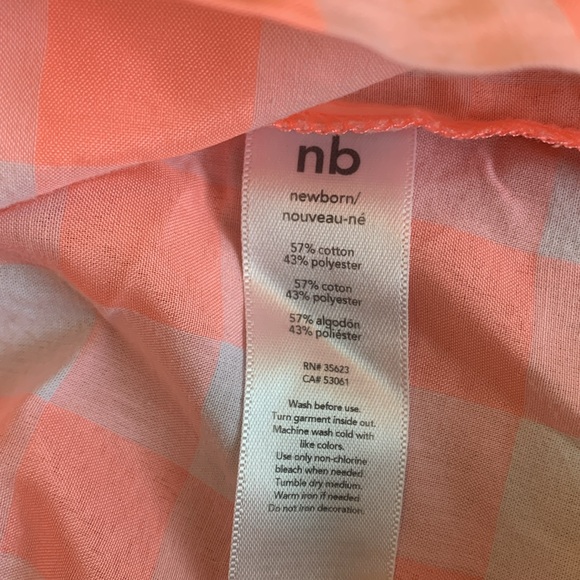 nb
newborn/
nouveau-né
57% cotton
43% polyester
57% coton
43% polyester
57% algodón
43% poliéster
RN# 35623
CA# 53061
Wash before use.
Turn garment inside out.
Machine wash cold with
like colors.
Use only non-chlorine
bleach when needed
Tumble dry medium.
Warm iron if needed
Do not iron decoration.